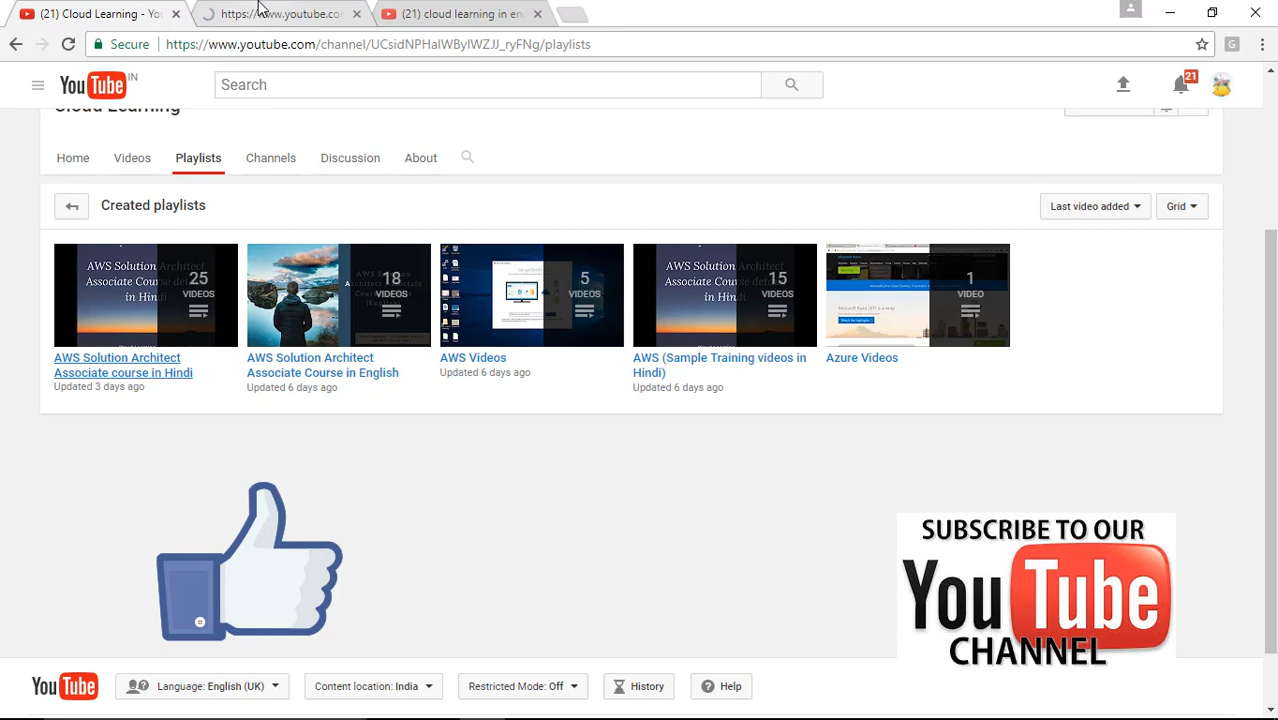 (21) Cloud Learning - Yo
https://www.youtube.co
(21) cloud learning in en
Secure
https://www.youtube.com/channel/UCsidNPHalWBylWZJJ_ryFNg/playlists
G
YouTube IN
Search
21
Cloud Learning
Home
Videos
Playlists
Channels
Discussion
About
Created playlists
Last video added
Grid
AWS Solution Architect
Associate Course details
in Hindi
25
VIDEOS
18
VIDEOS
5
VIDEOS
AWS Solution Architect
Associate Course details
in Hindi
15
VIDEOS
1
VIDEO
AWS Solution Architect
Associate course in Hindi
Updated 3 days ago
AWS Solution Architect
Associate Course in English
Updated 6 days ago
AWS Videos
Updated 6 days ago
AWS (Sample Training videos in
Hindi)
Updated 6 days ago
Azure Videos
SUBSCRIBE TO OUR
YouTube
CHANNEL
YouTube
Language: English (UK)
Content location: India
Restricted Mode: Off
History
Help